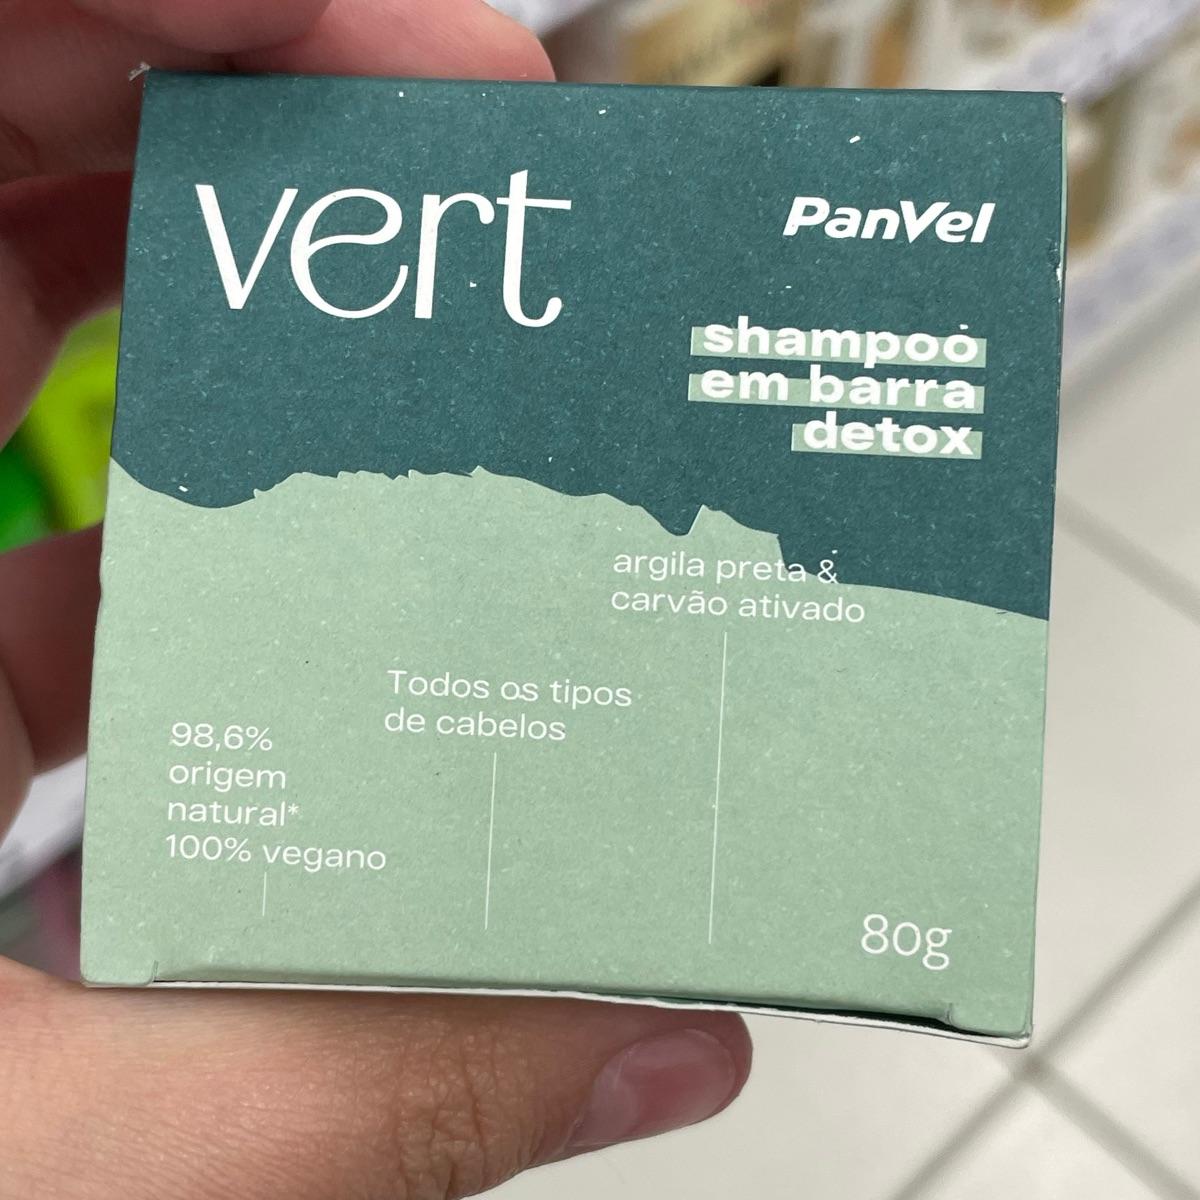 vert
PanVel
shampoo
em barra
detox
argila preta &
carvão ativado
Todos os tipos
de cabelos
98,6%
origem
natural*
100% vegano
80g